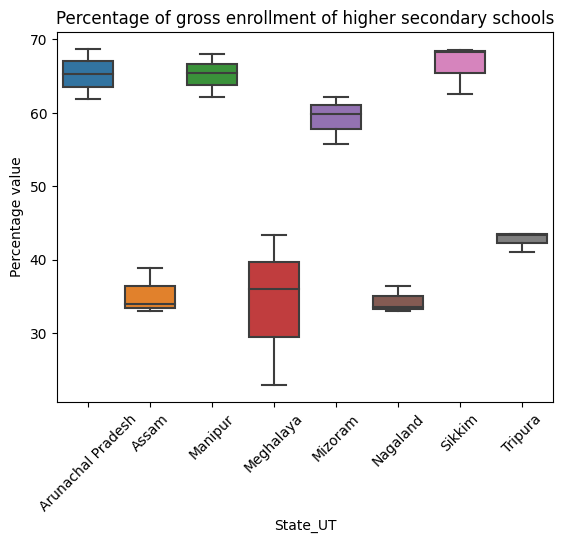 Percentage of gross enrollment of higher secondary schools
Percentage value
70
60
50
40
30
Arunachal Pradesh
Assam
Manipur
Meghalaya
Mizoram
Nagaland
Sikkim
Tripura
State_UT